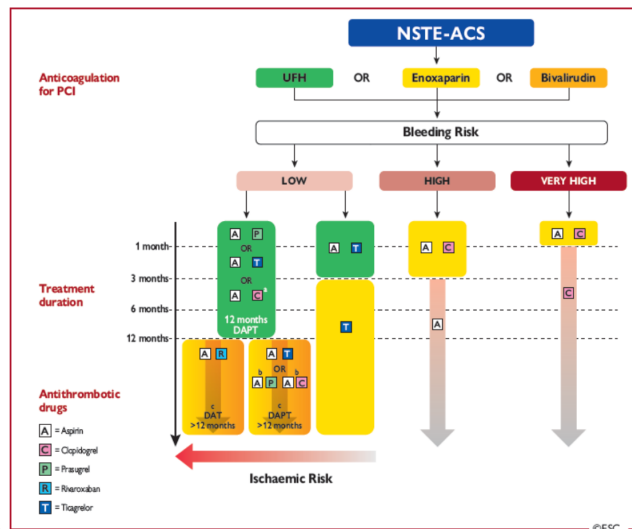 NSTE-ACS
Anticoagulation
for PCI
UFH OR Enoxaparin OR Bivalirudin
Bleeding Risk
LOW HIGH VERY HIGH
Treatment
duration
1 month
3 months
6 months
12 months
A P
OR
A T
OR
A C a
12 months
DAPT
A T
T
A C
A
A C
C
A R
c
DAT
>12 months
A T
OR
b b
A P A C
c
DAPT
>12 months
Ischaemic Risk
Antithrombotic
drugs
A = Aspirin
C = Clopidogrel
P = Prasugrel
R = Rivaroxaban
T = Ticagrelor
©ESC